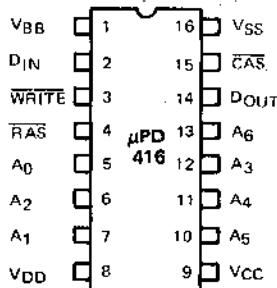 VBB 1 16 VSS
DIN 2 15 CAS
WRITE 3 14 DOUT
RAS 4 13 A6
A0 5 μPD 416 12 A3
A2 6 11 A4
A1 7 10 A5
VDD 8 9 VCC